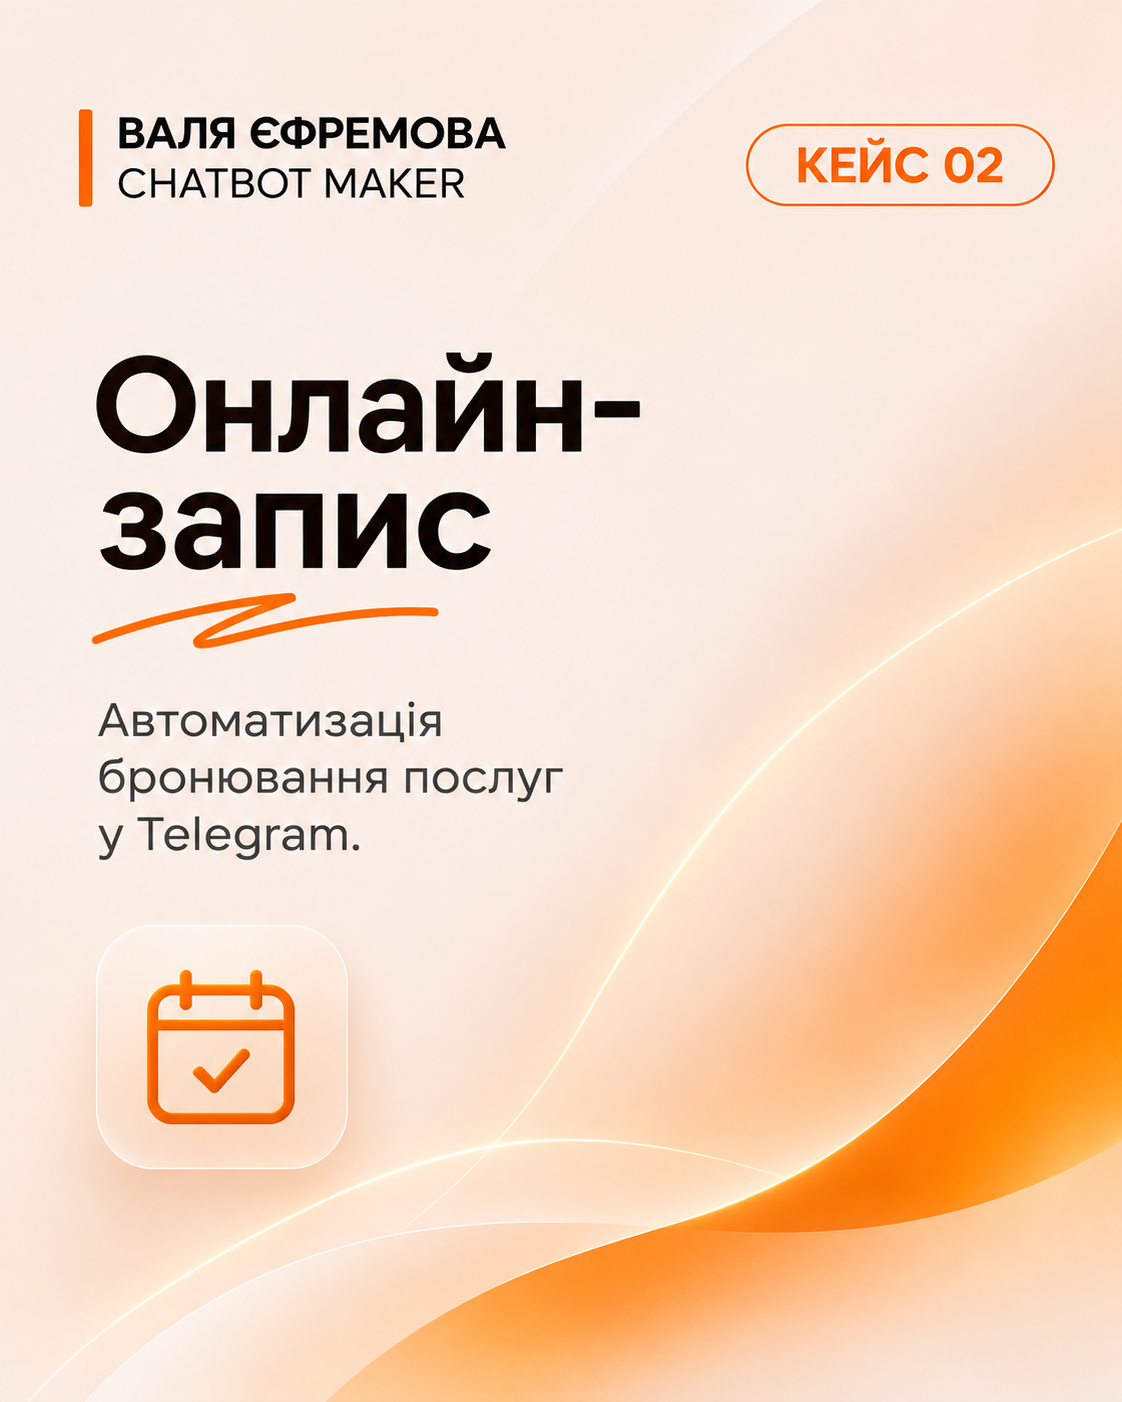 ВАЛЯ ЄФРЕМОВА
CHATBOT MAKER
КЕЙС 02
Онлайн-
запис
Автоматизація
бронювання послуг
у Telegram.